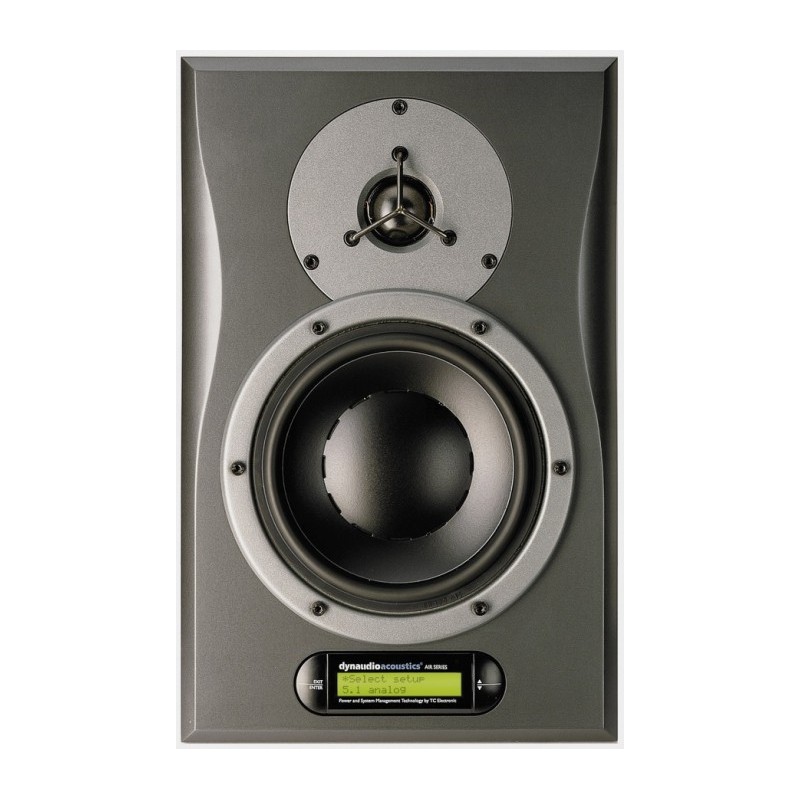 dynaudioacoustics® AIR SERIES
EXIT
ENTER
*Select setup
5.1 analog
Power and System Management Technology by TC Electronic